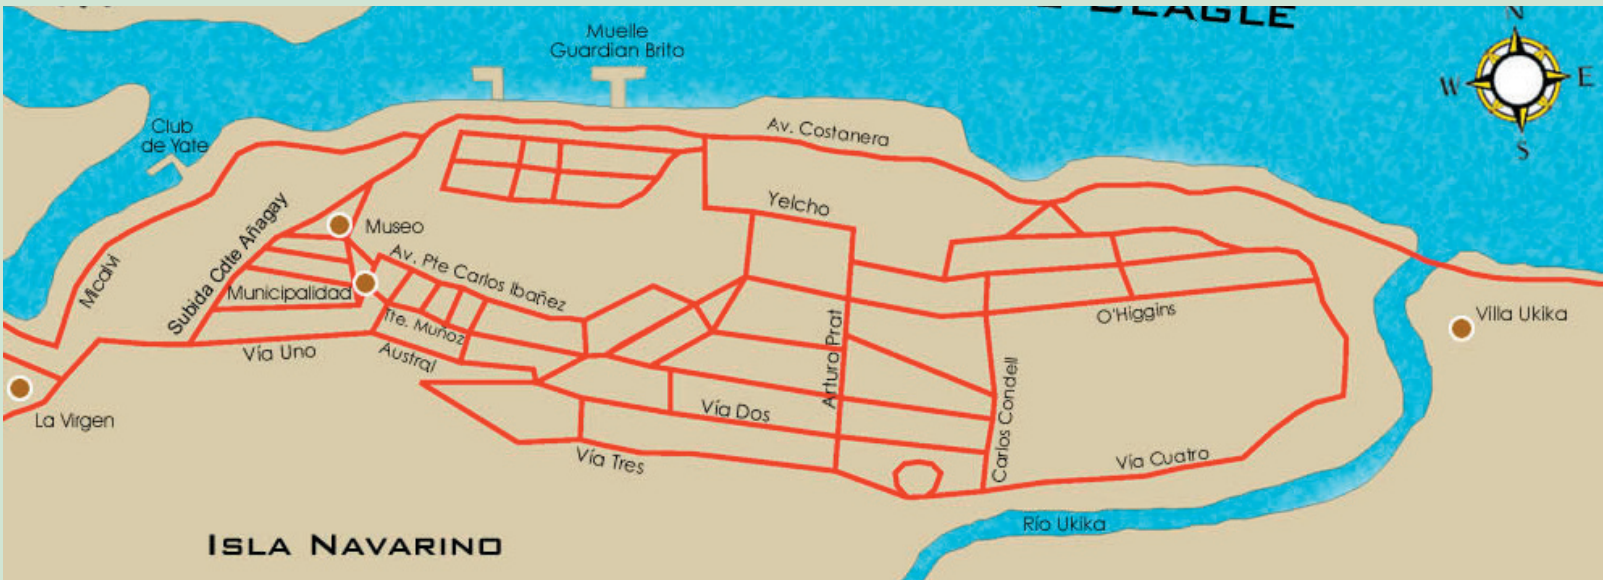 BEAGLE
N
W
E
S
Muelle
Guardian Brito
Club
de Yate
Av. Costanera
Yelcho
Museo
Micalvi
Subida Cdte Añagay
Av. Pte Carlos Ibañez
Municipalidad
Tte. Muñoz
Vía Uno
Austral
La Virgen
Arturo Prat
O'Higgins
Villa Ukika
Carlos Condell
Vía Dos
Vía Tres
Vía Cuatro
Río Ukika
ISLA NAVARINO